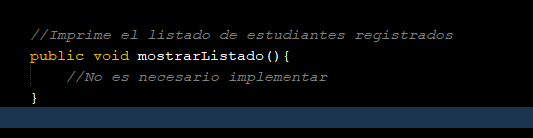 //Imprime el listado de estudiantes registrados
public void mostrarListado(){
//No es necesario implementar
}